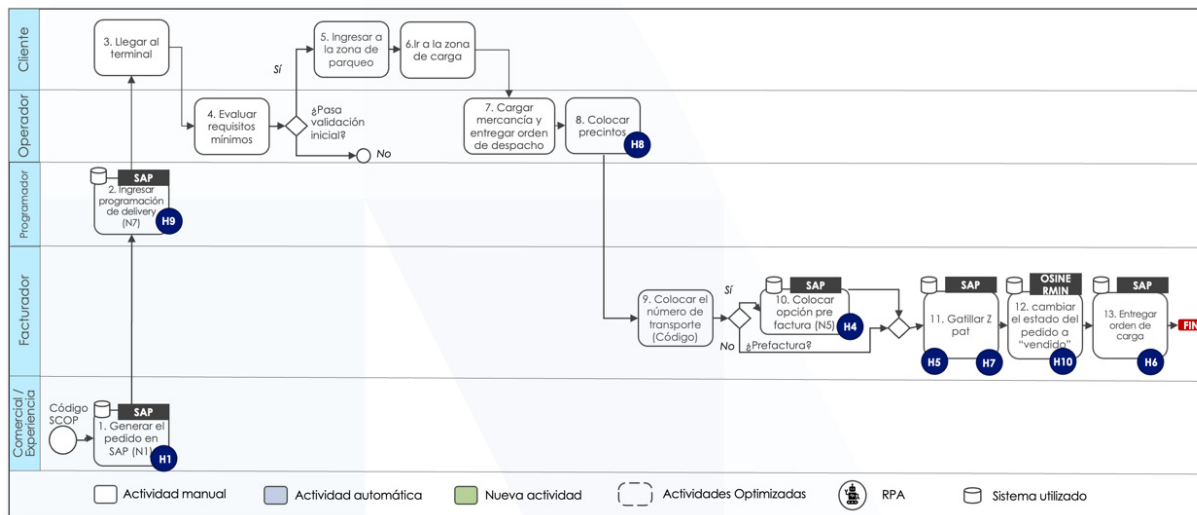 Cliente
3. Llegar al
terminal
Sí
5. Ingresar a
la zona de
parqueo
6.Ir a la zona
de carga
Operador
4. Evaluar
requisitos
mínimos
¿Pasa
validación
inicial?
No
7. Cargar
mercancía y
entregar orden
de despacho
8. Colocar
precintos
H8
Programador
SAP
2. Ingresar
programación
de delivery
(N7)
H9
Facturador
9. Colocar el
número de
transporte
(Código)
Sí
No
¿Prefactura?
SAP
10. Colocar
opción pre
factura (N5)
H4
SAP
11. Gatillar Z
pat
H5
H7
OSINE
RMIN
12. cambiar
el estado del
pedido a
“vendido”
H10
SAP
13. Entregar
orden de
carga
H6
FIN
Comercial /
Experiencia
Código
SCOP
SAP
1. Generar el
pedido en
SAP (N1)
H1
Actividad manual
Actividad automática
Nueva actividad
Actividades Optimizadas
RPA
Sistema utilizado